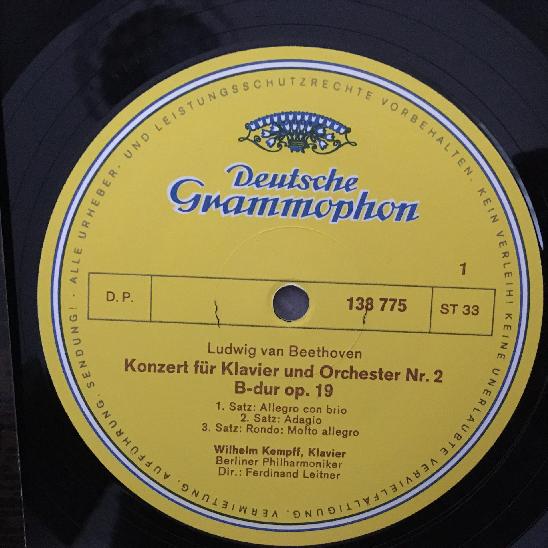 ALLE URHEBER- UND LEISTUNGSSCHUTZRECHTE VORBEHALTEN. KEIN VERLEIH! KEINE UNERLAUBTE VERVIELFÄLTIGUNG, VERMIETUNG, AUFFÜHRUNG, SENDUNG!
Deutsche
Grammophon
1
D. P.
138 775
ST 33
Ludwig van Beethoven
Konzert für Klavier und Orchester Nr. 2
B-dur op. 19
1. Satz: Allegro con brio
2. Satz: Adagio
3. Satz: Rondo: Molto allegro
Wilhelm Kempff, Klavier
Berliner Philharmoniker
Dir.: Ferdinand Leitner